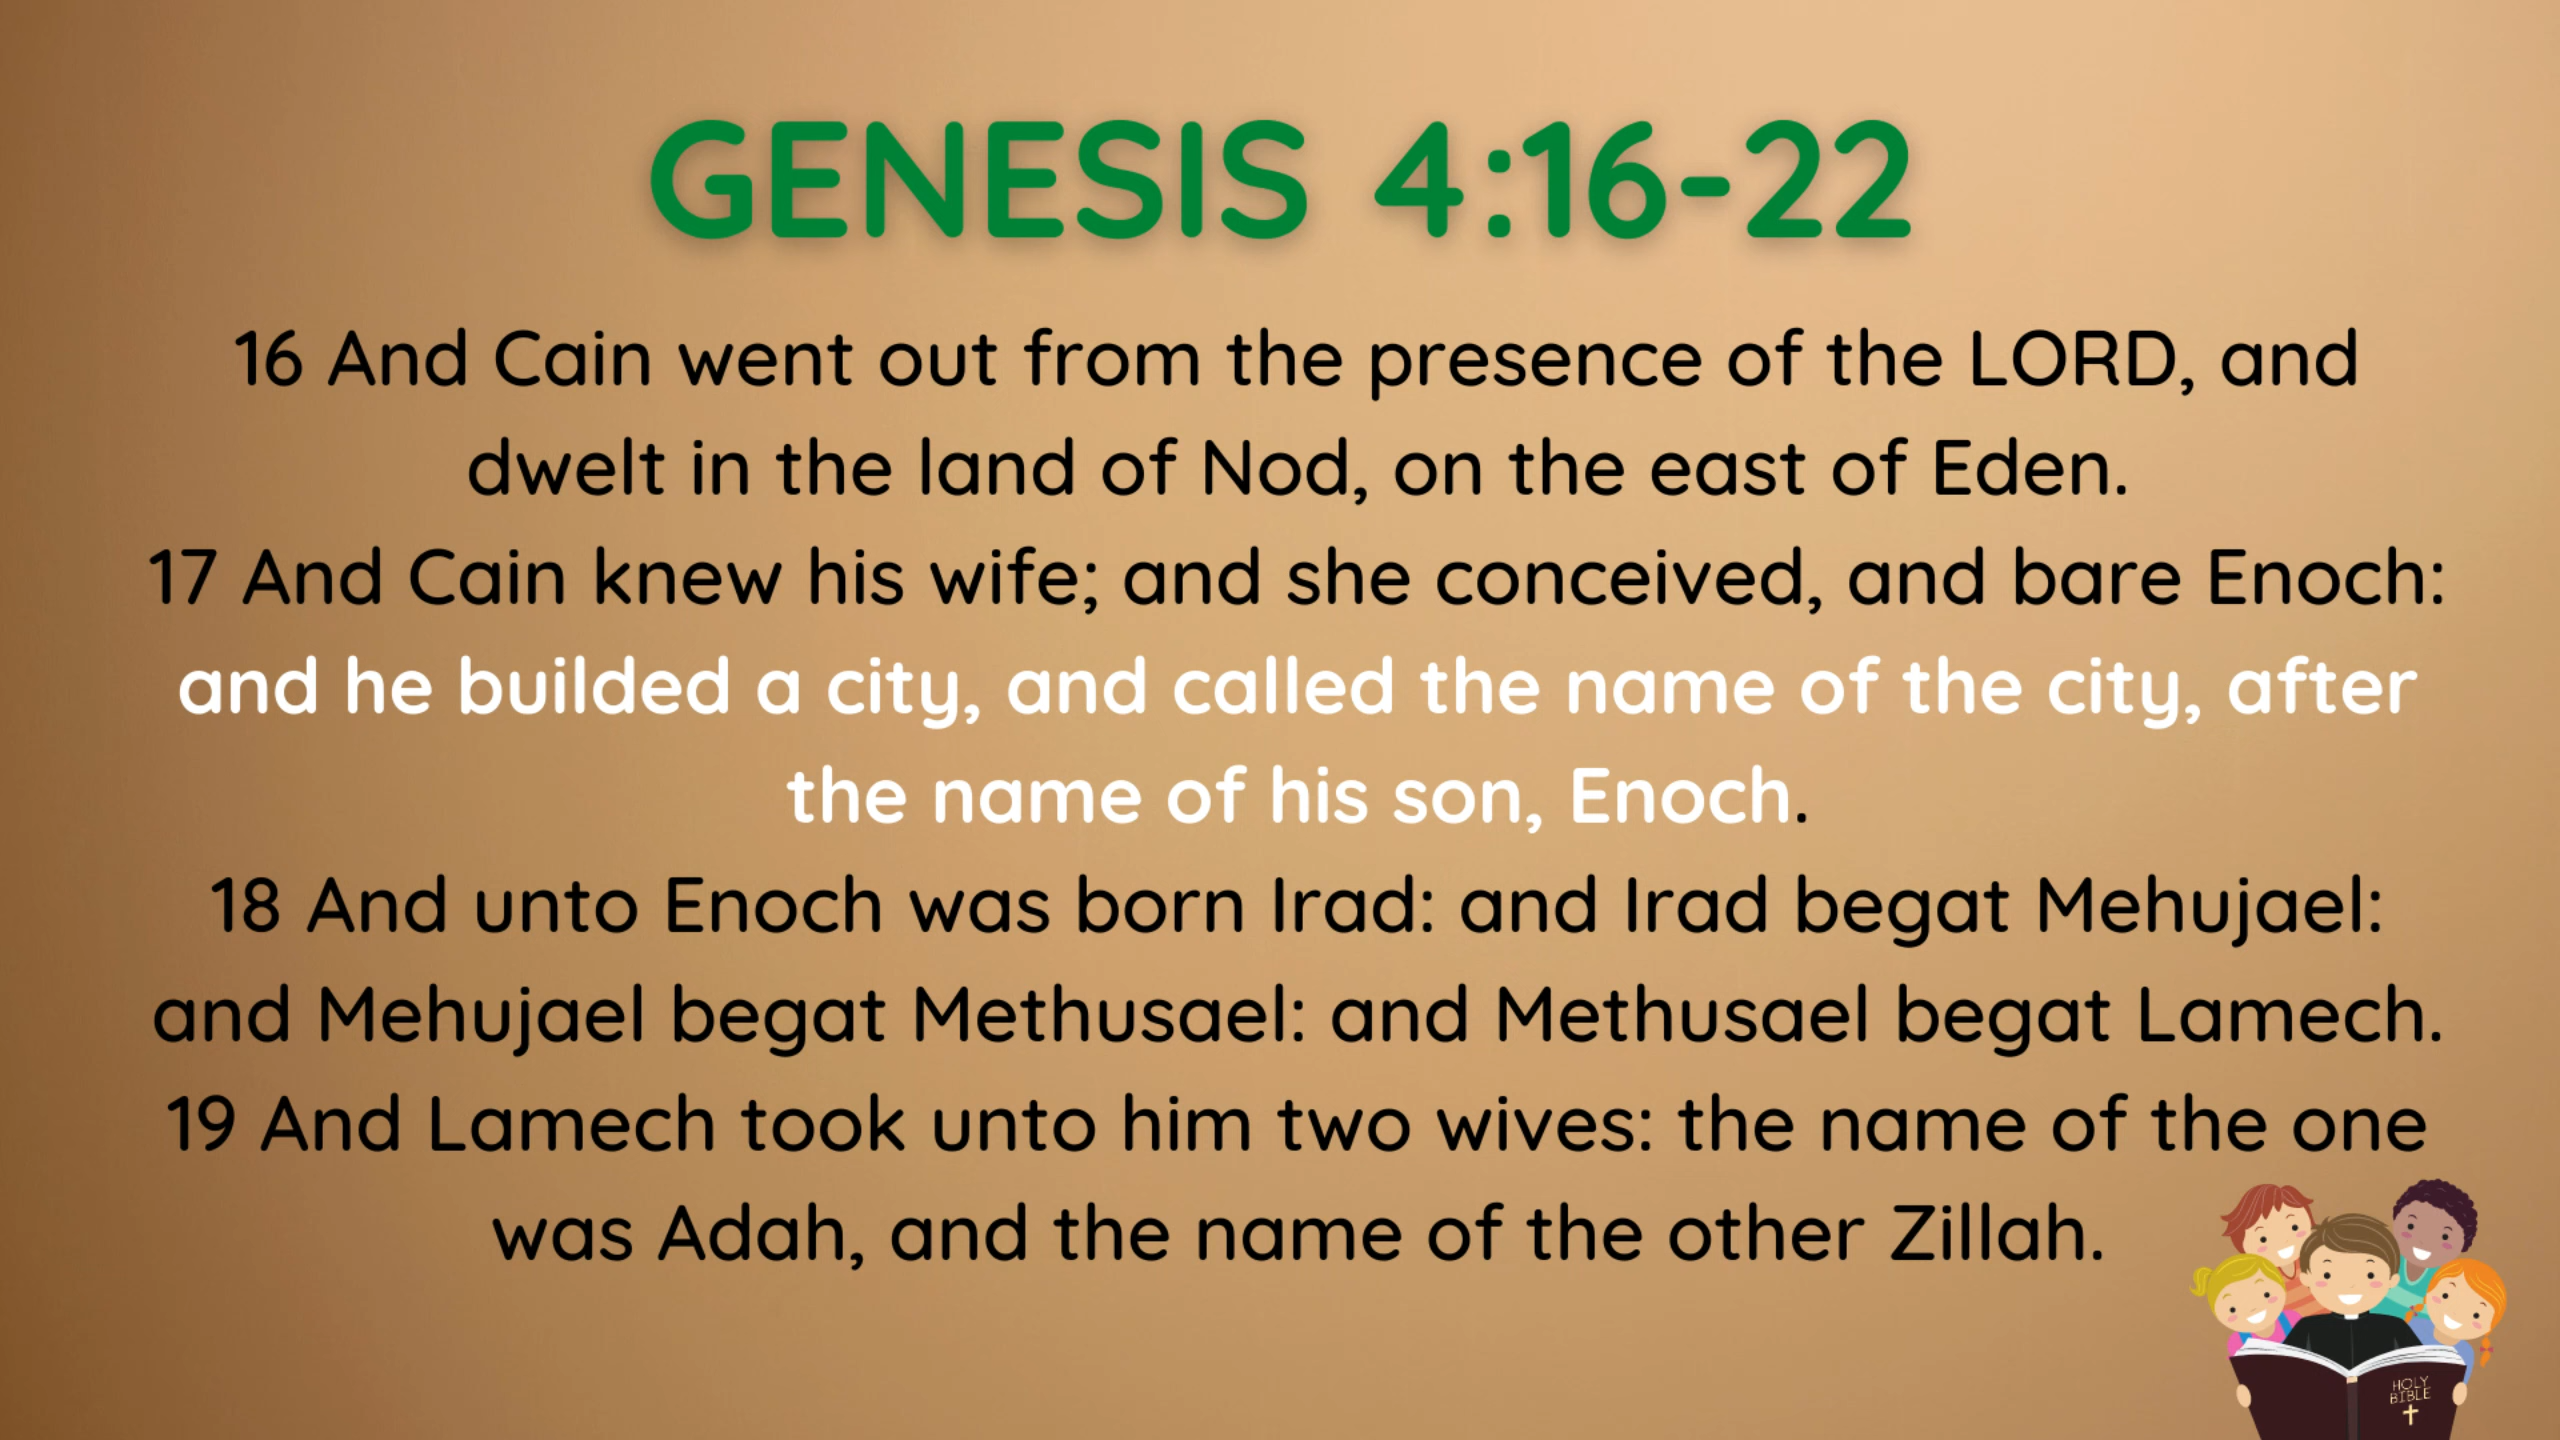 GENESIS 4:16-22
16 And Cain went out from the presence of the LORD, and
dwelt in the land of Nod, on the east of Eden.
17 And Cain knew his wife; and she conceived, and bare Enoch:
and he builded a city, and called the name of the city, after
the name of his son, Enoch.
18 And unto Enoch was born Irad: and Irad begat Mehujael:
and Mehujael begat Methusael: and Methusael begat Lamech.
19 And Lamech took unto him two wives: the name of the one
was Adah, and the name of the other Zillah.
HOLY
BIBLE